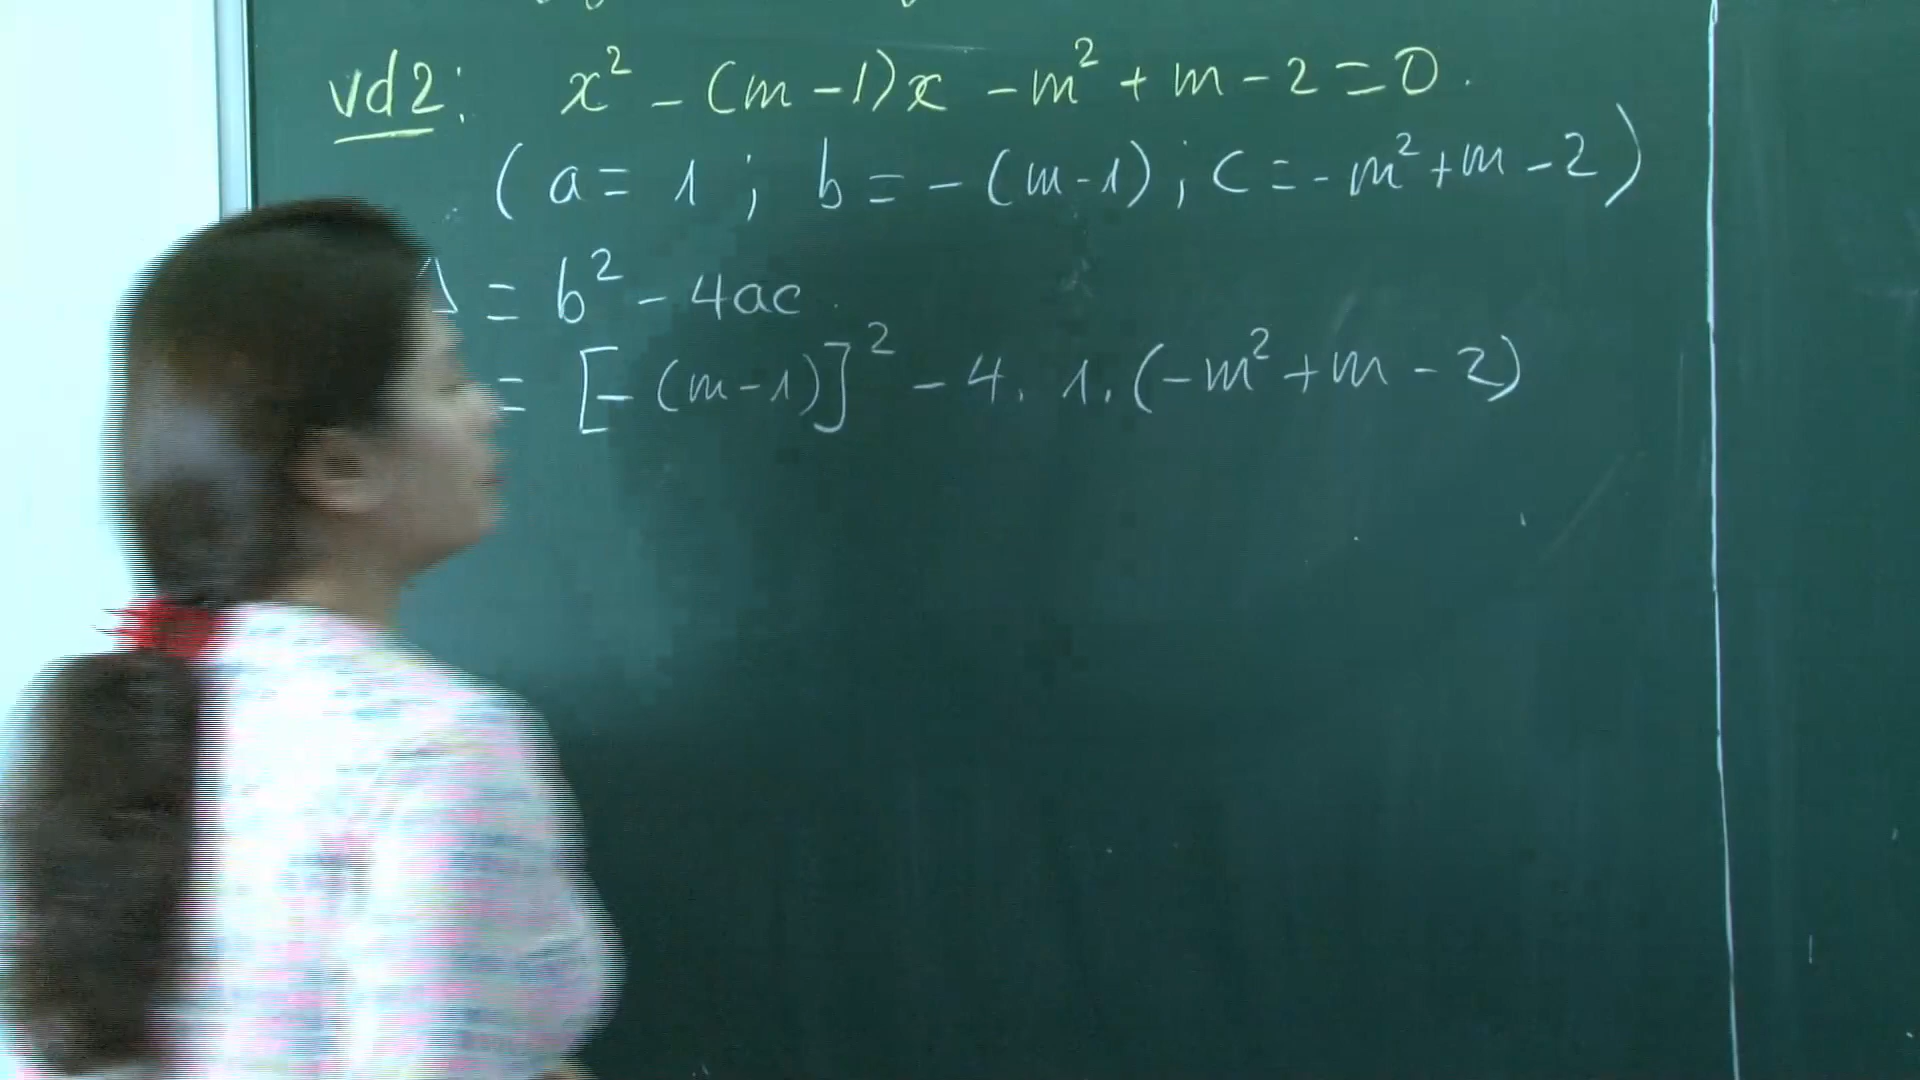 vd2: x² - (m - 1)x - m² + m - 2 = 0.
( a = 1 ; b = - (m - 1) ; c = - m² + m - 2 )
Δ = b² - 4ac
= [- (m - 1)]² - 4 . 1. (- m² + m - 2)